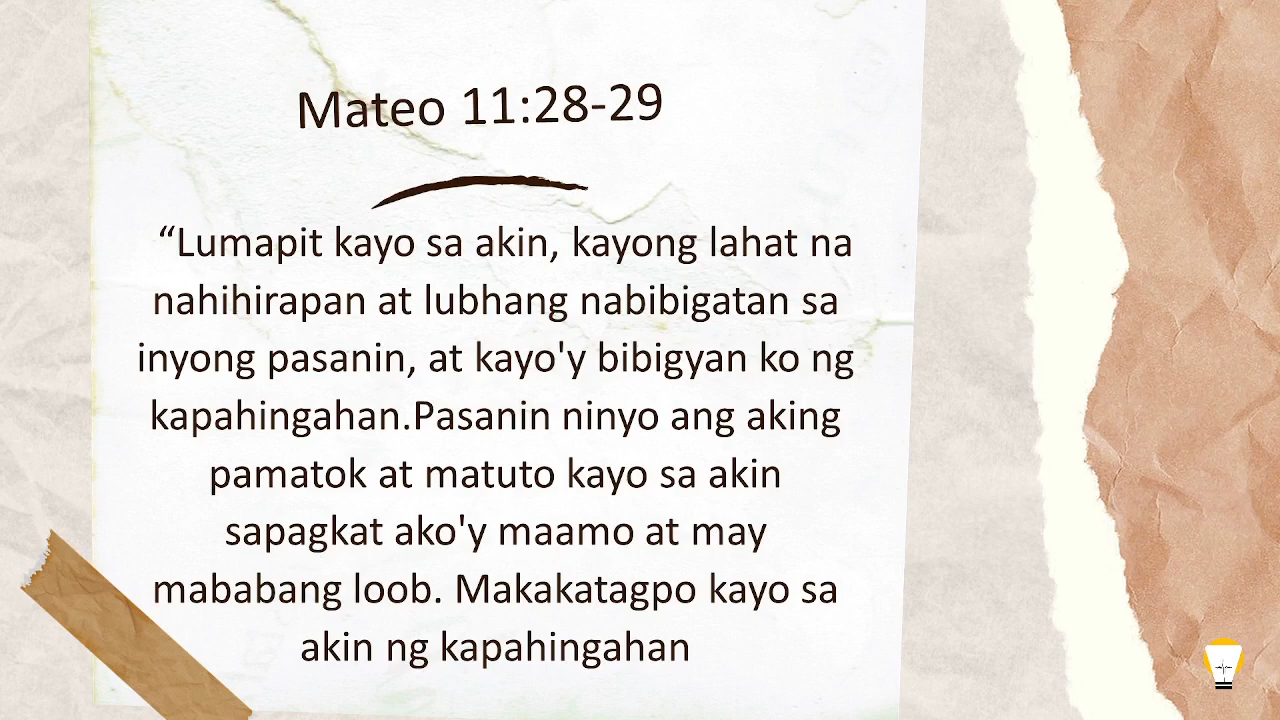 Mateo 11:28-29
“Lumapit kayo sa akin, kayong lahat na
nahihirapan at lubhang nabibigatan sa
inyong pasanin, at kayo'y bibigyan ko ng
kapahingahan.Pasanin ninyo ang aking
pamatok at matuto kayo sa akin
sapagkat ako'y maamo at may
mababang loob. Makakatagpo kayo sa
akin ng kapahingahan